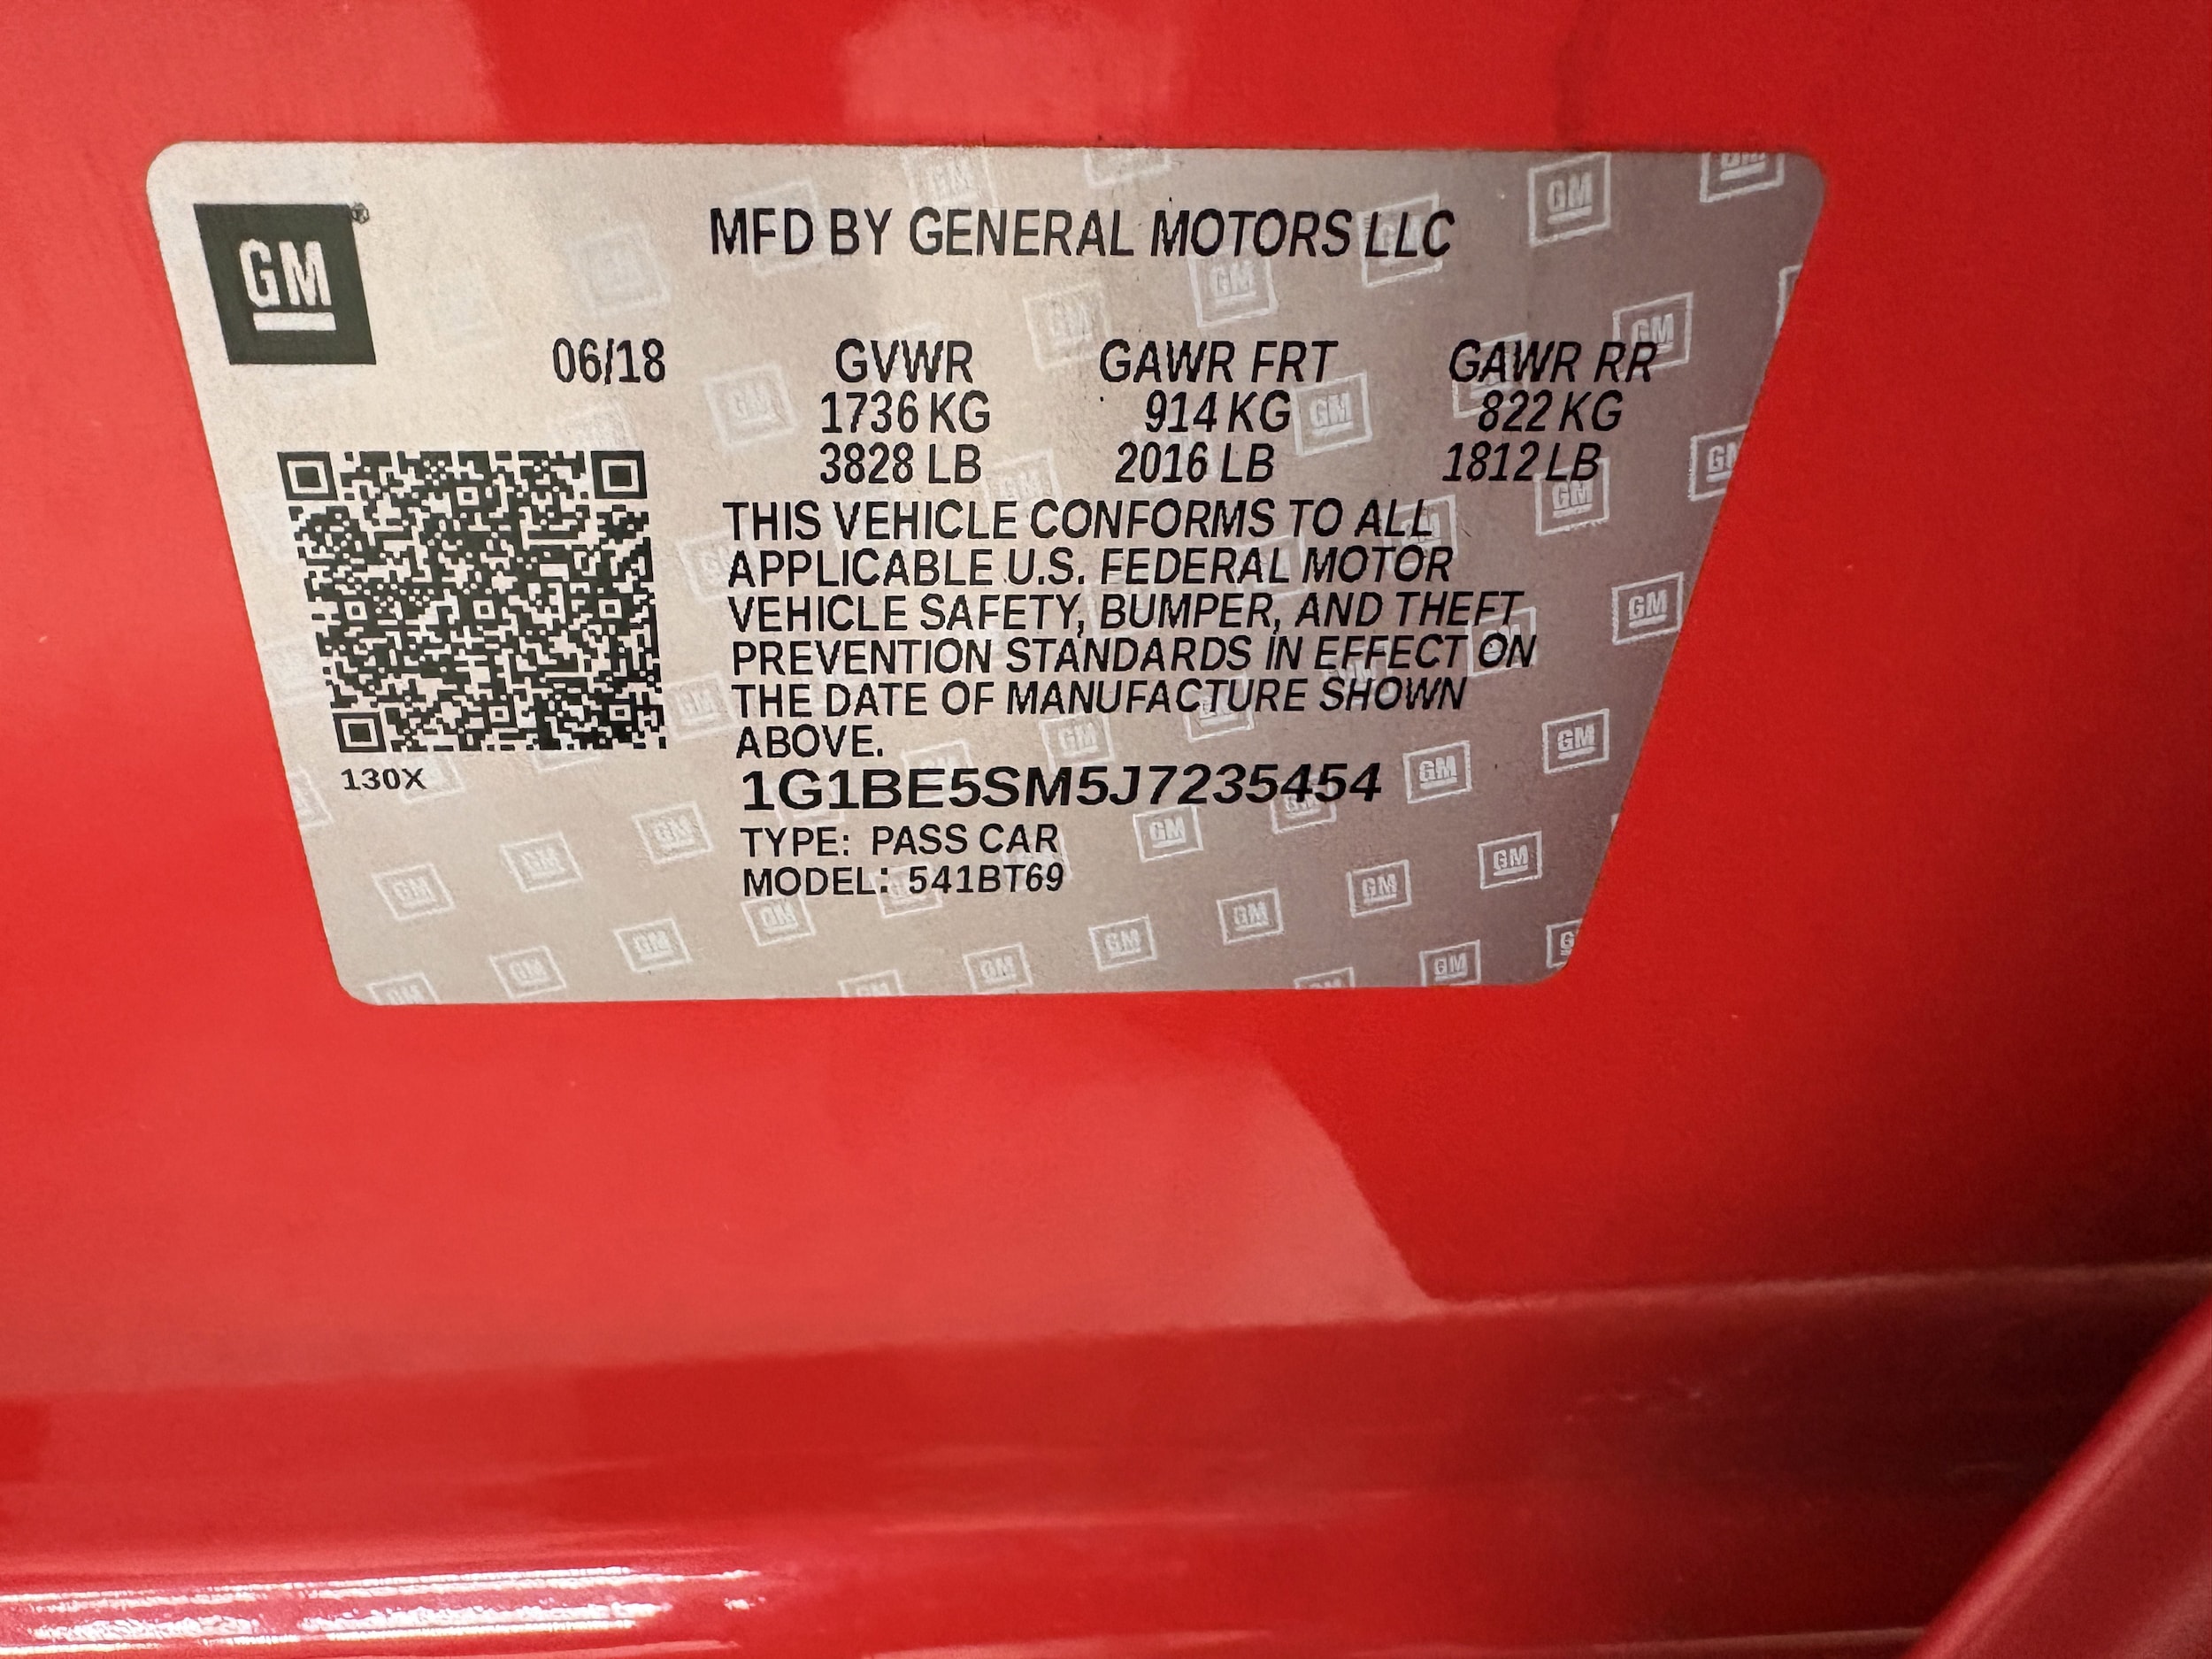 GM
MFD BY GENERAL MOTORS LLC
06/18 GVWR GAWR FRT GAWR RR
1736 KG 914 KG 822 KG
3828 LB 2016 LB 1812 LB
THIS VEHICLE CONFORMS TO ALL
APPLICABLE U.S. FEDERAL MOTOR
VEHICLE SAFETY, BUMPER, AND THEFT
PREVENTION STANDARDS IN EFFECT ON
THE DATE OF MANUFACTURE SHOWN
ABOVE.
130X
1G1BE5SM5J7235454
TYPE: PASS CAR
MODEL: 541BT69